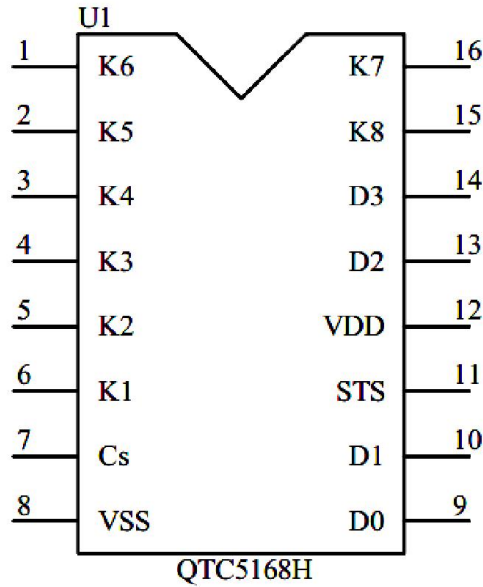 U1
1 K6 K7 16
2 K5 K8 15
3 K4 D3 14
4 K3 D2 13
5 K2 VDD 12
6 K1 STS 11
7 Cs D1 10
8 VSS D0 9
QTC5168H